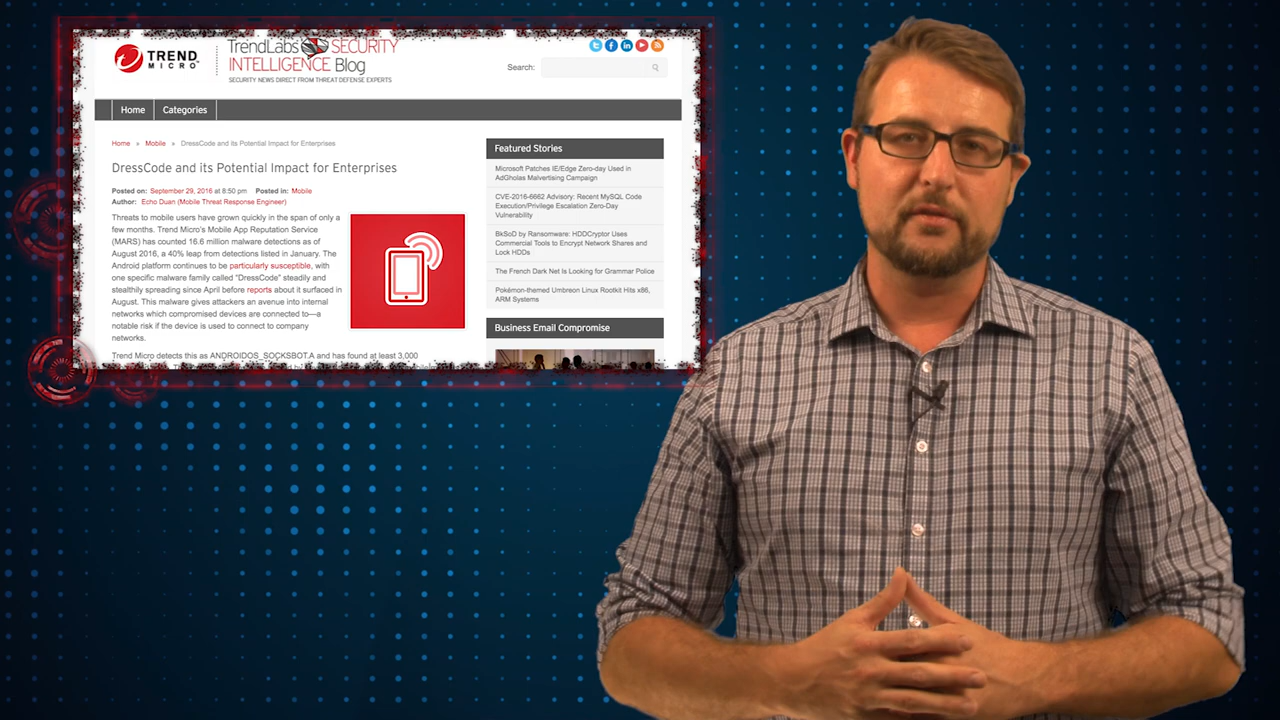 TREND MICRO
TrendLabs SECURITY
INTELLIGENCE Blog
SECURITY NEWS DIRECT FROM THREAT DEFENSE EXPERTS
Search:
Home
Categories
Home » Mobile » DressCode and its Potential Impact for Enterprises
DressCode and its Potential Impact for Enterprises
Posted on: September 29, 2016 at 8:50 pm Posted in: Mobile
Author: Echo Duan (Mobile Threat Response Engineer)
Threats to mobile users have grown quickly in the span of only a
few months. Trend Micro's Mobile App Reputation Service
(MARS) has counted 16.6 million malware detections as of
August 2016, a 40% leap from detections listed in January. The
Android platform continues to be particularly susceptible, with
one specific malware family called "DressCode" steadily and
stealthily spreading since April before reports about it surfaced in
August. This malware gives attackers an avenue into internal
networks which compromised devices are connected to—a
notable risk if the device is used to connect to company
networks.
Trend Micro detects this as ANDROIDOS_SOCKSBOT.A and has found at least 3,000
Featured Stories
Microsoft Patches IE/Edge Zero-day Used in
AdGholas Malvertising Campaign
CVE-2016-6662 Advisory: Recent MySQL Code
Execution/Privilege Escalation Zero-Day
Vulnerability
BkSoD by Ransomware: HDDCryptor Uses
Commercial Tools to Encrypt Network Shares and
Lock HDDs
The French Dark Net Is Looking for Grammar Police
Pokémon-themed Umbreon Linux Rootkit Hits x86,
ARM Systems
Business Email Compromise